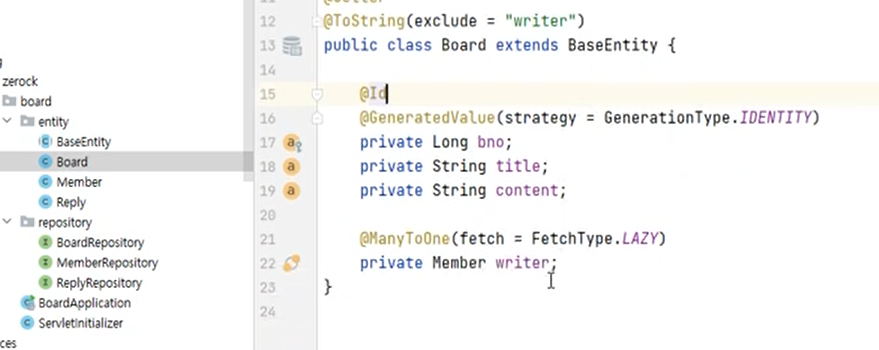 zerock
board
entity
BaseEntity
Board
Member
Reply
repository
BoardRepository
MemberRepository
ReplyRepository
BoardApplication
ServletInitializer
ces
12 @ToString(exclude = "writer")
13 public class Board extends BaseEntity {
14
15 @Id
16 @GeneratedValue(strategy = GenerationType.IDENTITY)
17 private Long bno;
18 private String title;
19 private String content;
20
21 @ManyToOne(fetch = FetchType.LAZY)
22 private Member writer;
23 }
24